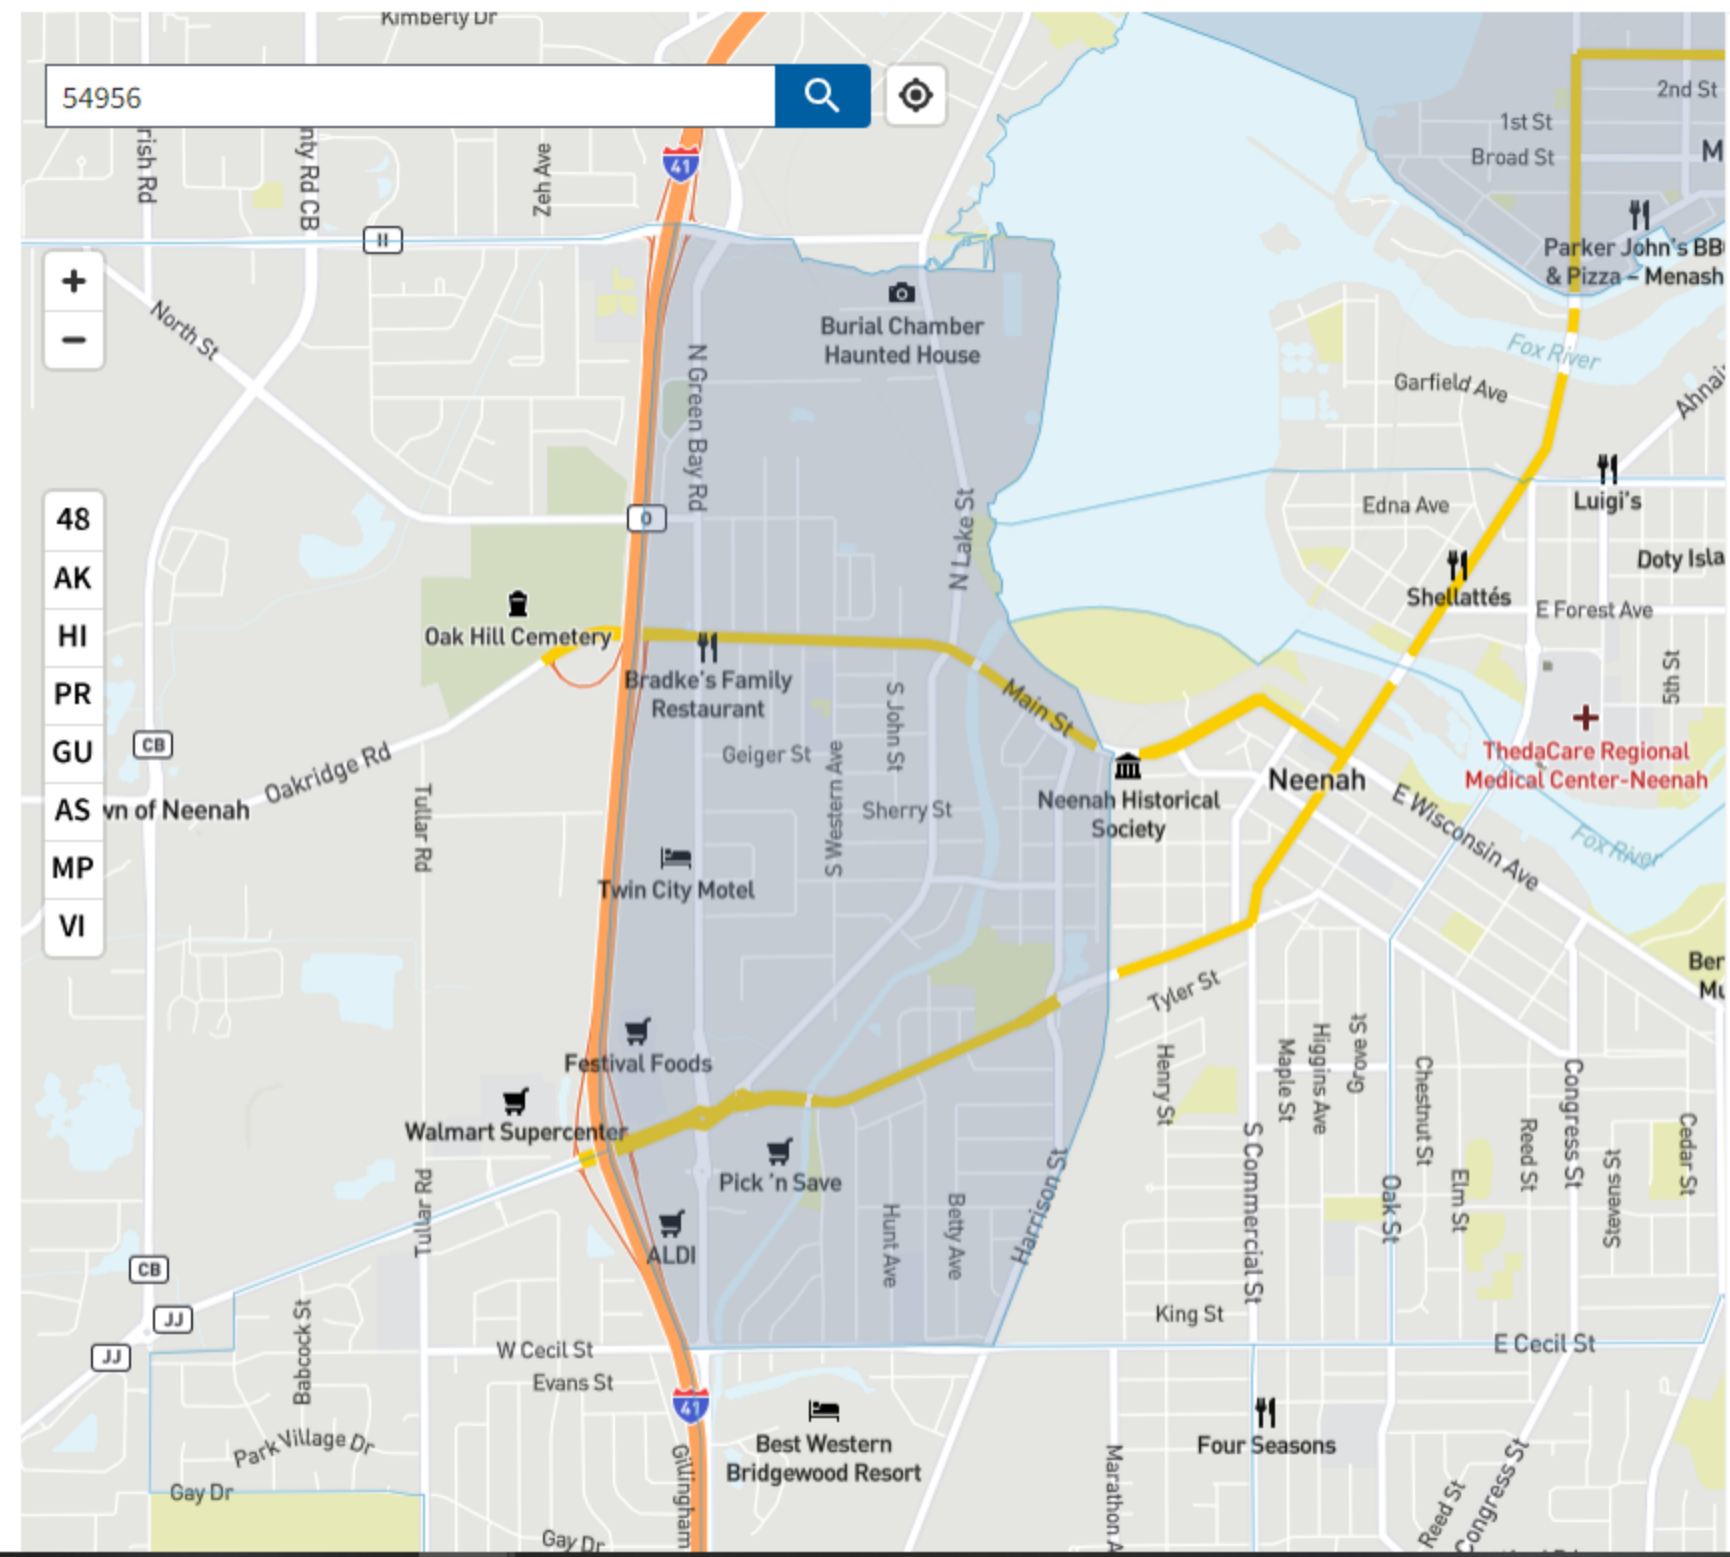 Kimberly Dr
54956
41
2nd St
1st St
Broad St
M
rish Rd
nty Rd CB
Zeh Ave
II
Parker John's BB
& Pizza – Menash
+
−
North St
Burial Chamber
Haunted House
Fox River
Garfield Ave
Ahnai
N Green Bay Rd
Luigi's
Edna Ave
48
O
N Lake St
Doty Isla
AK
Shellattés
E Forest Ave
HI
Oak Hill Cemetery
Bradke's Family
Restaurant
5th St
PR
S John St
Main St
ThedaCare Regional
Medical Center-Neenah
GU
CB
Geiger St
Neenah
Oakridge Rd
S Western Ave
AS
wn of Neenah
Tullar Rd
Sherry St
Neenah Historical
Society
E Wisconsin Ave
Fox River
MP
Twin City Motel
VI
Ber
Mu
Tyler St
Festival Foods
Henry St
Maple St
Higgins Ave
Grove St
Chestnut St
Congress St
Walmart Supercenter
Cedar St
Pick 'n Save
Tullar Rd
Hunt Ave
Betty Ave
Harrison St
S Commercial St
Oak St
Elm St
Reed St
Stevens St
ALDI
CB
JJ
King St
JJ
Babcock St
W Cecil St
E Cecil St
Evans St
41
Park Village Dr
Best Western
Bridgewood Resort
Four Seasons
Gillingham
Marathon A
Reed St
Congress St
Gay Dr
Gay Dr